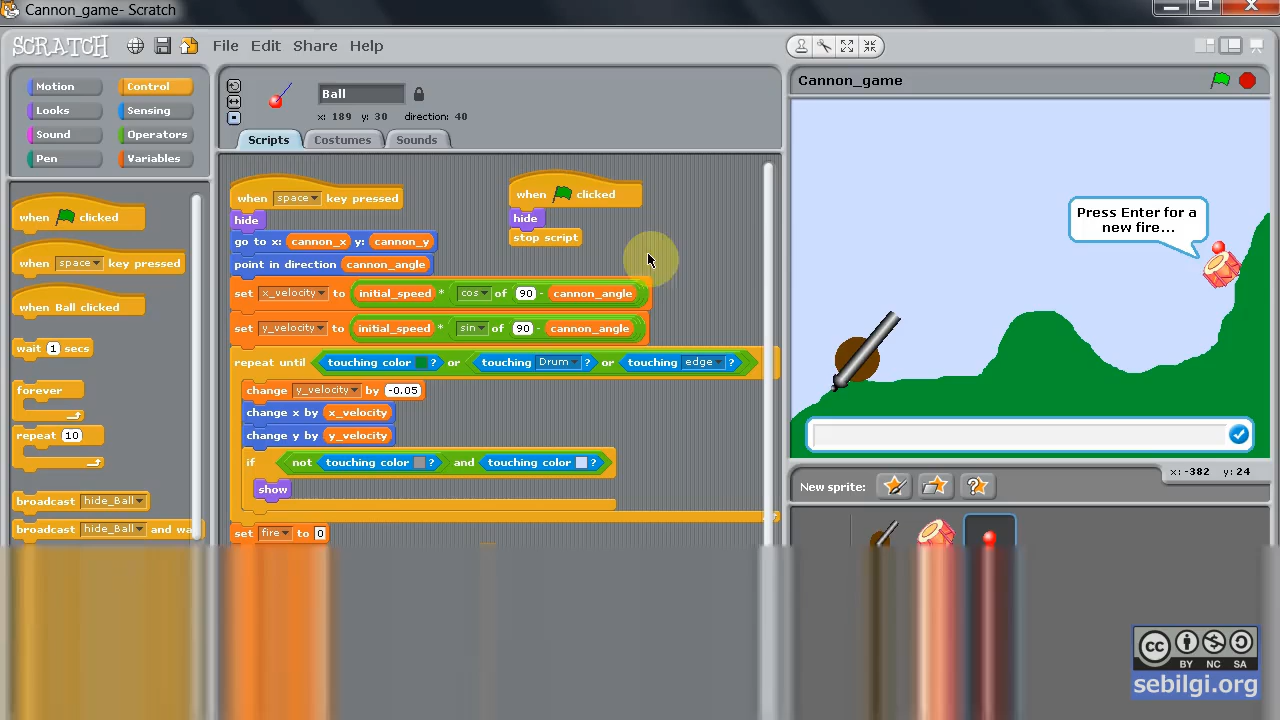 Cannon_game- Scratch
SCRATCH File Edit Share Help
Motion Control
Looks Sensing
Sound Operators
Pen Variables
when clicked
when space key pressed
when Ball clicked
wait 1 secs
forever
repeat 10
broadcast hide_Ball
broadcast hide_Ball and wa
Ball
x: 189 y: 30 direction: 40
Scripts Costumes Sounds
when space key pressed
hide
go to x: cannon_x y: cannon_y
point in direction cannon_angle
set x_velocity to initial_speed * cos of 90 - cannon_angle
set y_velocity to initial_speed * sin of 90 - cannon_angle
repeat until touching color ? or touching Drum ? or touching edge ?
change y_velocity by -0.05
change x by x_velocity
change y by y_velocity
if not touching color ? and touching color ?
show
set fire to 0
when clicked
hide
stop script
Cannon_game
Press Enter for a
new fire...
x: -382 y: 24
New sprite:
cc BY NC SA
sebilgi.org